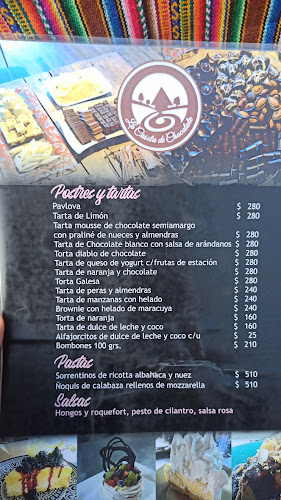 La Casita de Chocolate
Postres y tartas
Pavlova $ 280
Tarta de Limón $ 280
Tarta mousse de chocolate semiamargo
con praliné de nueces y almendras $ 280
Tarta de Chocolate blanco con salsa de arándanos $ 280
Tarta diablo de chocolate $ 280
Tarta de queso de yogurt c/frutas de estación $ 280
Tarta de naranja y chocolate $ 280
Torta Galesa $ 280
Tarta de peras y almendras $ 240
Tarta de manzanas con helado $ 240
Brownie con helado de maracuya $ 240
Torta de naranja $ 160
Tarta de dulce de leche y coco $ 160
Alfajorcitos de dulce de leche y coco c/u $ 25
Bombones 100 grs. $ 210
Pastas
Sorrentinos de ricotta albahaca y nuez $ 510
Ñoquis de calabaza rellenos de mozzarella $ 510
Salsas
Hongos y roquefort, pesto de cilantro, salsa rosa